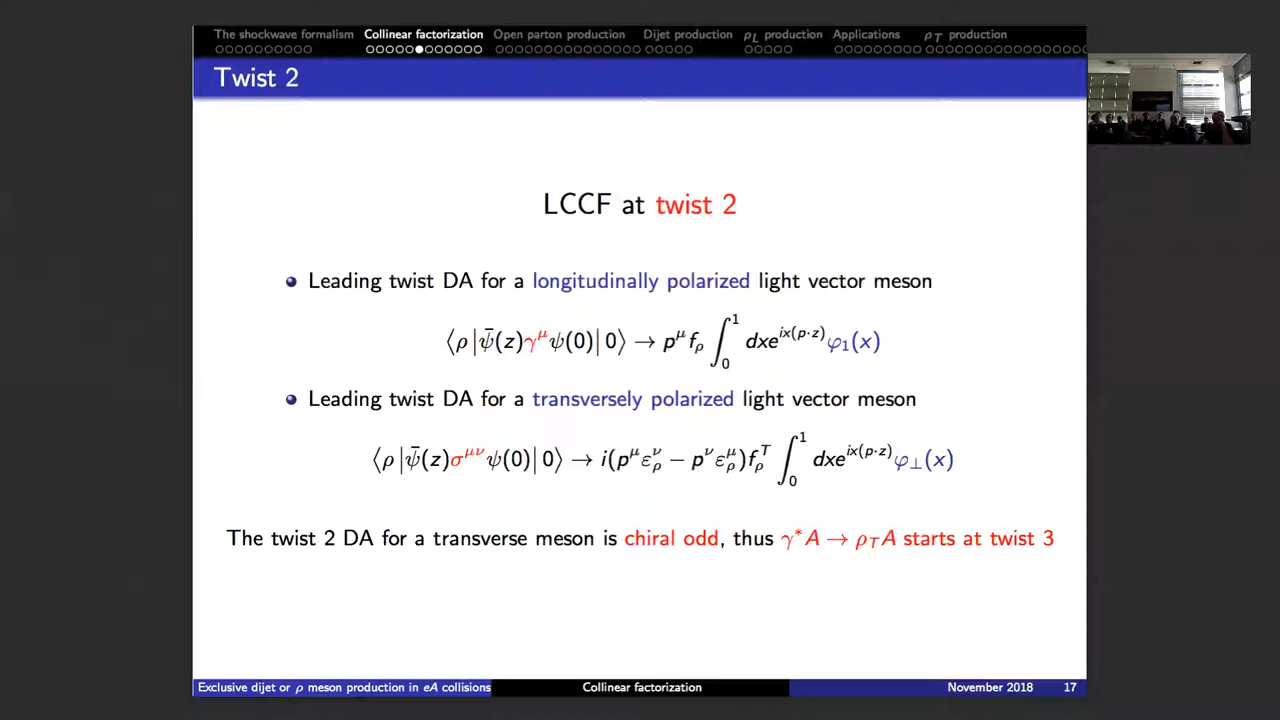 The shockwave formalism Collinear factorization Open parton production Dijet production ρL production Applications ρT production
Twist 2
LCCF at twist 2
Leading twist DA for a longitudinally polarized light vector meson
⟨ρ|ψ̄(z)γ^μψ(0)|0⟩ → p^μ f_ρ ∫_0^1 dxe^{ix(p·z)}φ_1(x)
Leading twist DA for a transversely polarized light vector meson
⟨ρ|ψ̄(z)σ^{μν}ψ(0)|0⟩ → i(p^μ ε_ρ^ν − p^ν ε_ρ^μ)f_ρ^T ∫_0^1 dxe^{ix(p·z)}φ_⊥(x)
The twist 2 DA for a transverse meson is chiral odd, thus γ*A → ρ_T A starts at twist 3
Exclusive dijet or ρ meson production in eA collisions Collinear factorization November 2018 17